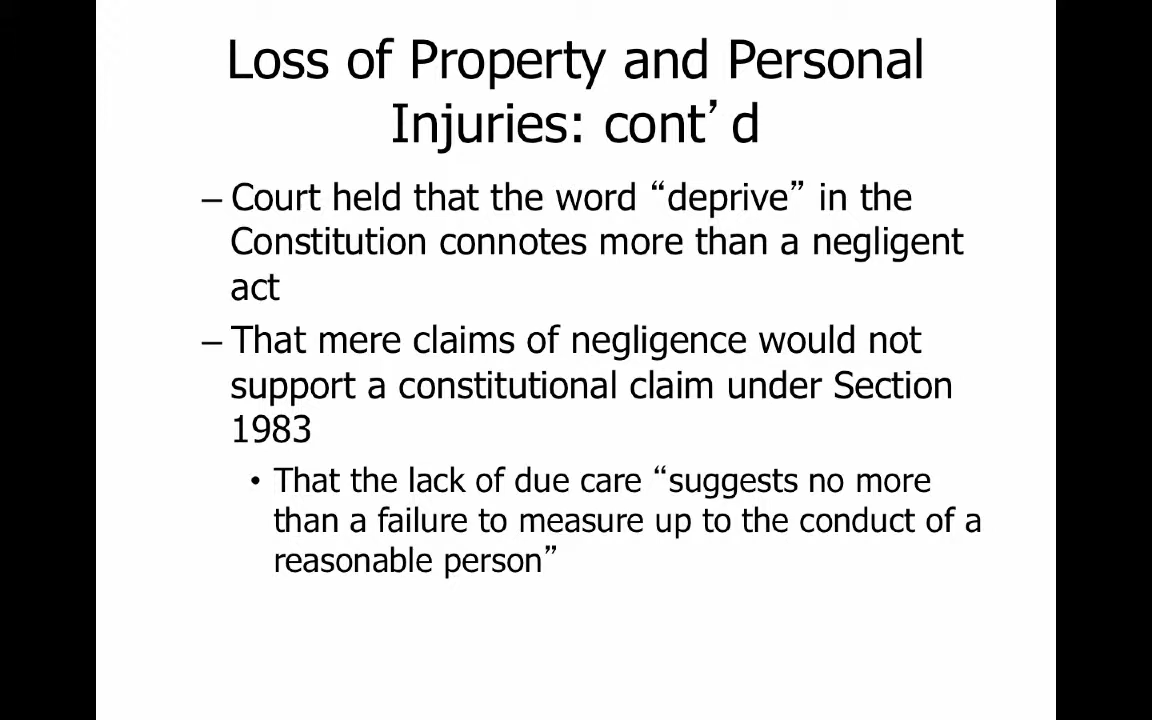 Loss of Property and Personal
Injuries: cont’d
– Court held that the word “deprive” in the
Constitution connotes more than a negligent
act
– That mere claims of negligence would not
support a constitutional claim under Section
1983
• That the lack of due care “suggests no more
than a failure to measure up to the conduct of a
reasonable person”